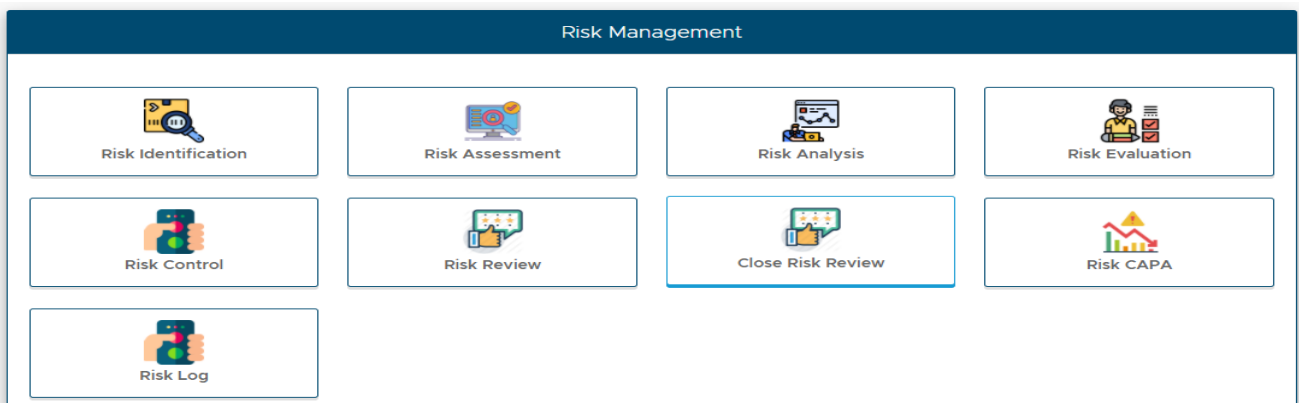 Risk Management
Risk Identification
Risk Assessment
Risk Analysis
Risk Evaluation
Risk Control
Risk Review
Close Risk Review
Risk CAPA
Risk Log